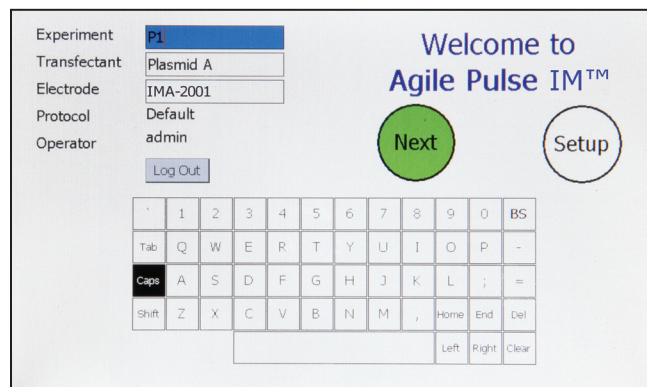 Experiment P1
Transfectant Plasmid A
Electrode IMA-2001
Protocol Default
Operator admin
Log Out
Welcome to
Agile Pulse IM™
Next
Setup
` 1 2 3 4 5 6 7 8 9 0 BS
Tab Q W E R T Y U I O P -
Caps A S D F G H J K L ; =
Shift Z X C V B N M , Home End Del
Left Right Clear